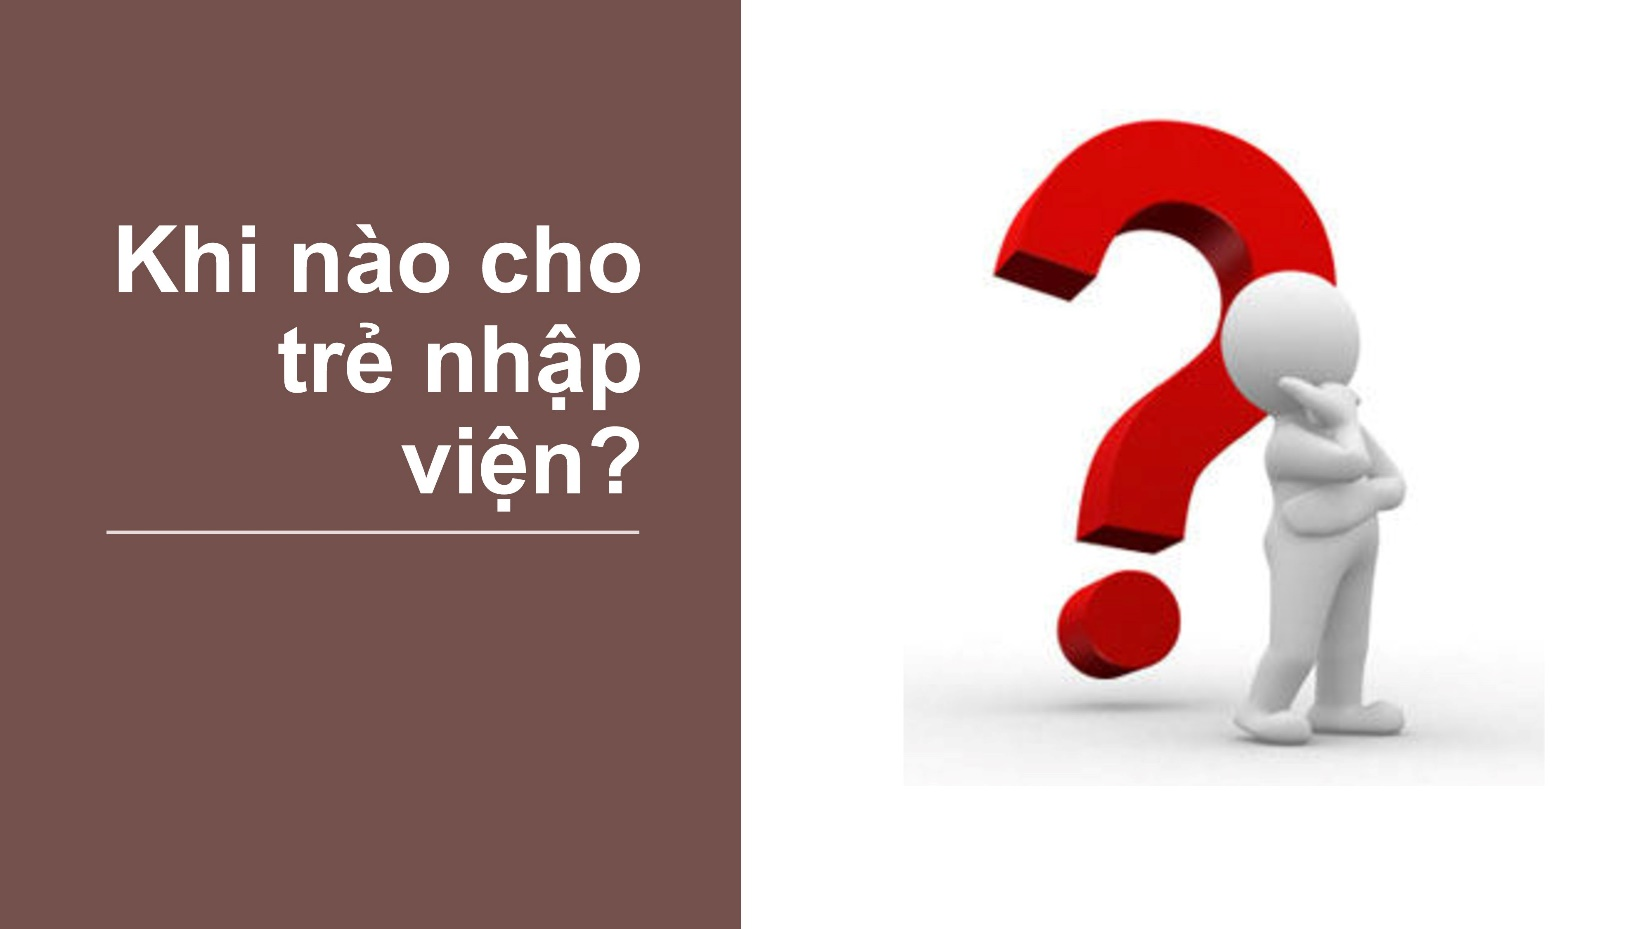 Khi nào cho
trẻ nhập
viện?